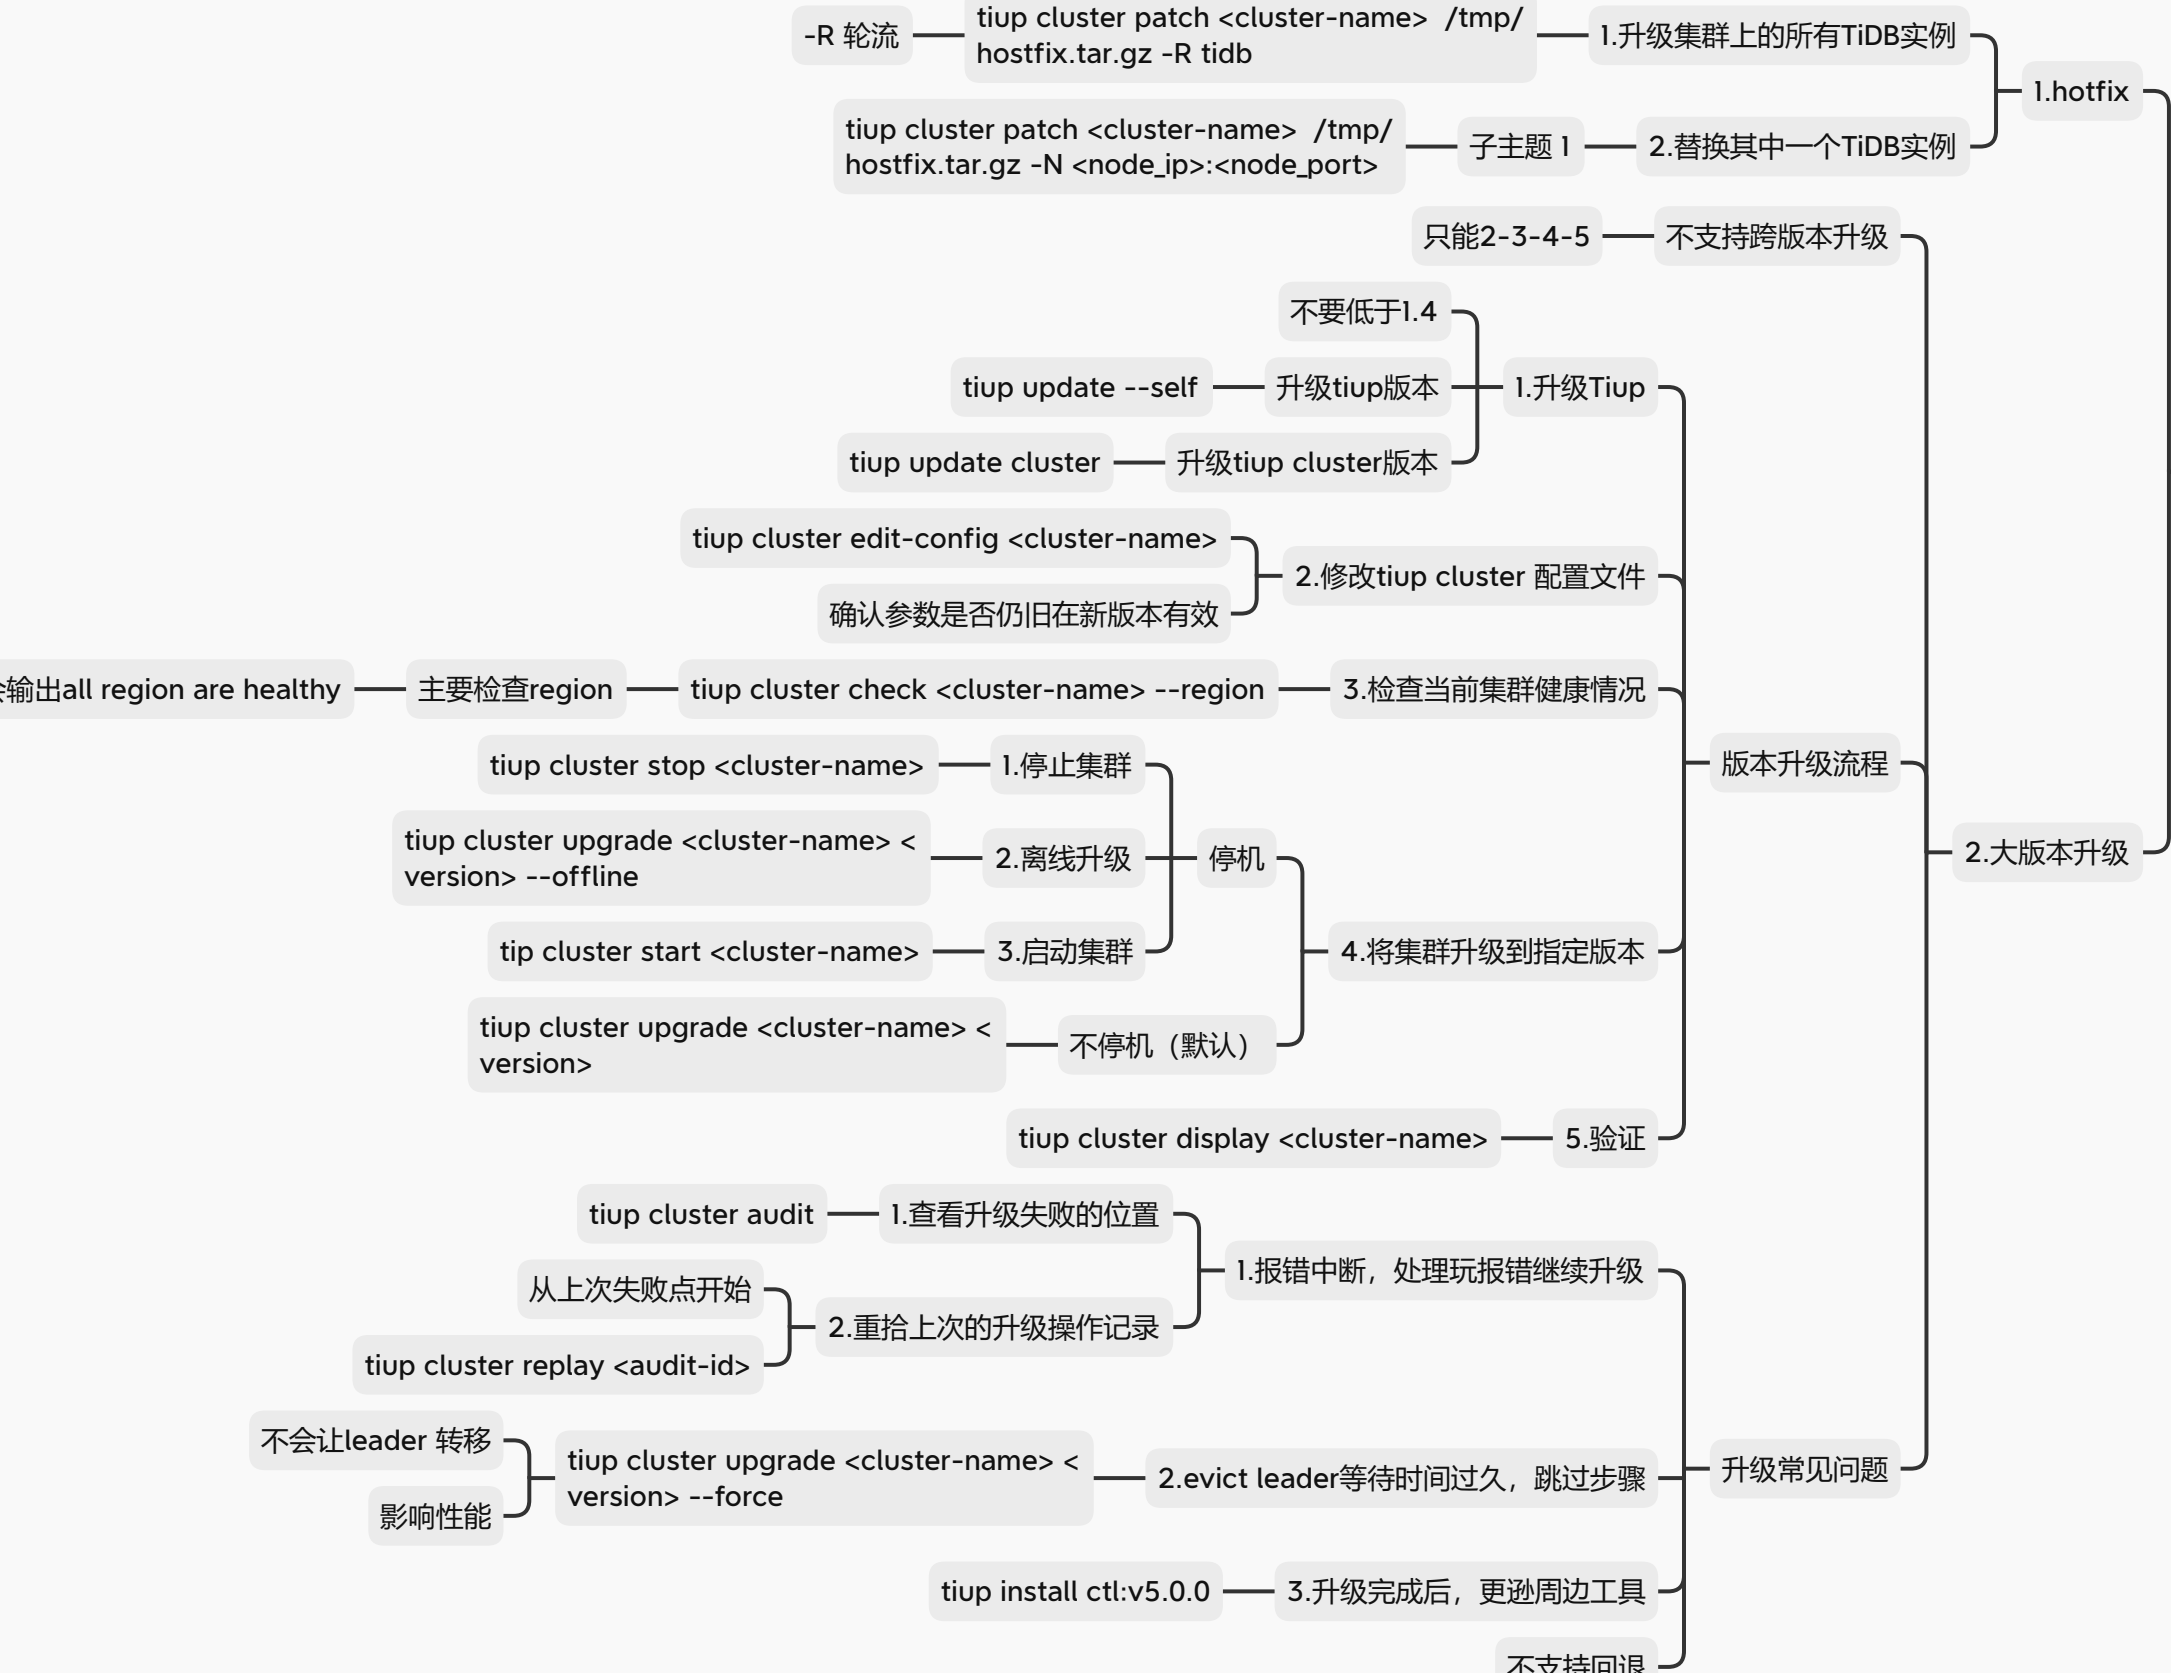 1.hotfix
1.升级集群上的所有TiDB实例
tiup cluster patch <cluster-name>  /tmp/
hostfix.tar.gz -R tidb
-R 轮流
2.替换其中一个TiDB实例
子主题 1
tiup cluster patch <cluster-name>  /tmp/
hostfix.tar.gz -N <node_ip>:<node_port>
2.大版本升级
不支持跨版本升级
只能2-3-4-5
版本升级流程
1.升级Tiup
不要低于1.4
升级tiup版本
tiup update --self
升级tiup cluster版本
tiup update cluster
2.修改tiup cluster 配置文件
tiup cluster edit-config <cluster-name>
确认参数是否仍旧在新版本有效
3.检查当前集群健康情况
tiup cluster check <cluster-name> --region
主要检查region
输出all region are healthy
4.将集群升级到指定版本
停机
1.停止集群
tiup cluster stop <cluster-name>
2.离线升级
tiup cluster upgrade <cluster-name> <
version> --offline
3.启动集群
tip cluster start <cluster-name>
不停机（默认）
tiup cluster upgrade <cluster-name> <
version>
5.验证
tiup cluster display <cluster-name>
升级常见问题
1.报错中断，处理玩报错继续升级
1.查看升级失败的位置
tiup cluster audit
2.重拾上次的升级操作记录
从上次失败点开始
tiup cluster replay <audit-id>
2.evict leader等待时间过久，跳过步骤
tiup cluster upgrade <cluster-name> <
version> --force
不会让leader 转移
影响性能
3.升级完成后，更逊周边工具
tiup install ctl:v5.0.0
不支持回退